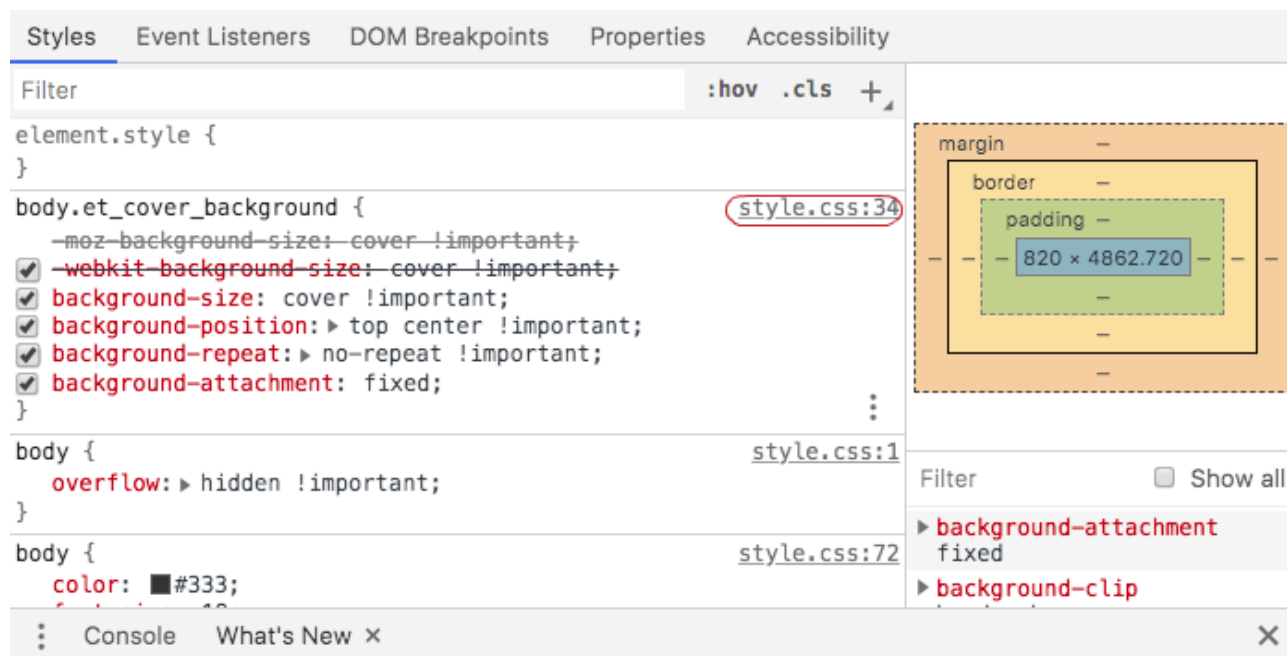 Styles Event Listeners DOM Breakpoints Properties Accessibility
Filter :hov .cls +
element.style {
}
body.et_cover_background { style.css:34
-moz-background-size: cover !important;
-webkit-background-size: cover !important;
background-size: cover !important;
background-position: ▶ top center !important;
background-repeat: ▶ no-repeat !important;
background-attachment: fixed;
}
body { style.css:1
overflow: ▶ hidden !important;
}
body { style.css:72
color: #333;
margin –
border –
padding –
– – – 820 × 4862.720 – – –
–
–
–
Filter Show all
▶ background-attachment
fixed
▶ background-clip
Console What's New ×